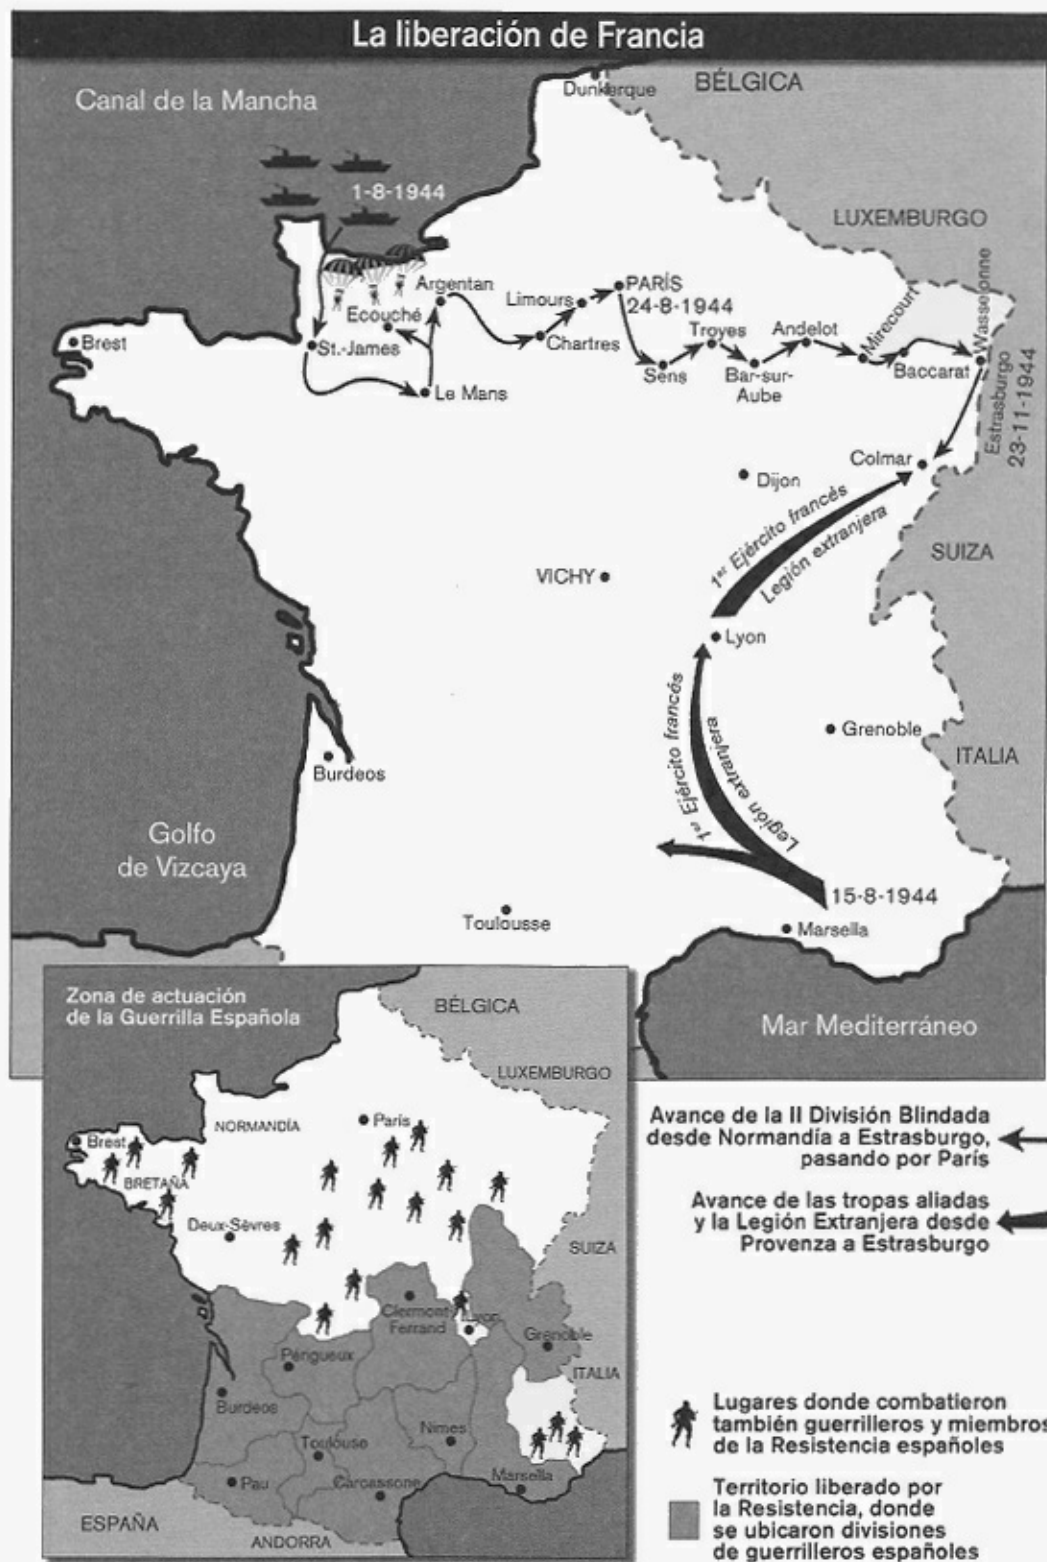 La liberación de Francia
Canal de la Mancha
Dunkerque
BÉLGICA
1-8-1944
LUXEMBURGO
Argentan
Ecouché
Limours
PARÍS
24-8-1944
Brest
St.-James
Chartres
Troyes
Andelot
Mirecourt
Wasselonne
Le Mans
Sens
Bar-sur-
Aube
Baccarat
Estrasburgo
23-11-1944
Colmar
Dijon
1er Ejército francés
Legión extranjera
SUIZA
VICHY
Lyon
1er Ejército francés
Legión extranjera
Grenoble
ITALIA
Burdeos
Golfo
de Vizcaya
15-8-1944
Toulousse
Marsella
Mar Mediterráneo
Zona de actuación
de la Guerrilla Española
BÉLGICA
LUXEMBURGO
NORMANDÍA
París
Brest
BRETAÑA
Deux-Sèvres
SUIZA
Clermont-
Ferrand
Lyon
Grenoble
Périgueux
ITALIA
Burdeos
Nimes
Toulouse
Pau
Carcassone
Marsella
ESPAÑA
ANDORRA
Avance de la II División Blindada
desde Normandía a Estrasburgo,
pasando por París
Avance de las tropas aliadas
y la Legión Extranjera desde
Provenza a Estrasburgo
Lugares donde combatieron
también guerrilleros y miembros
de la Resistencia españoles
Territorio liberado por
la Resistencia, donde
se ubicaron divisiones
de guerrilleros españoles